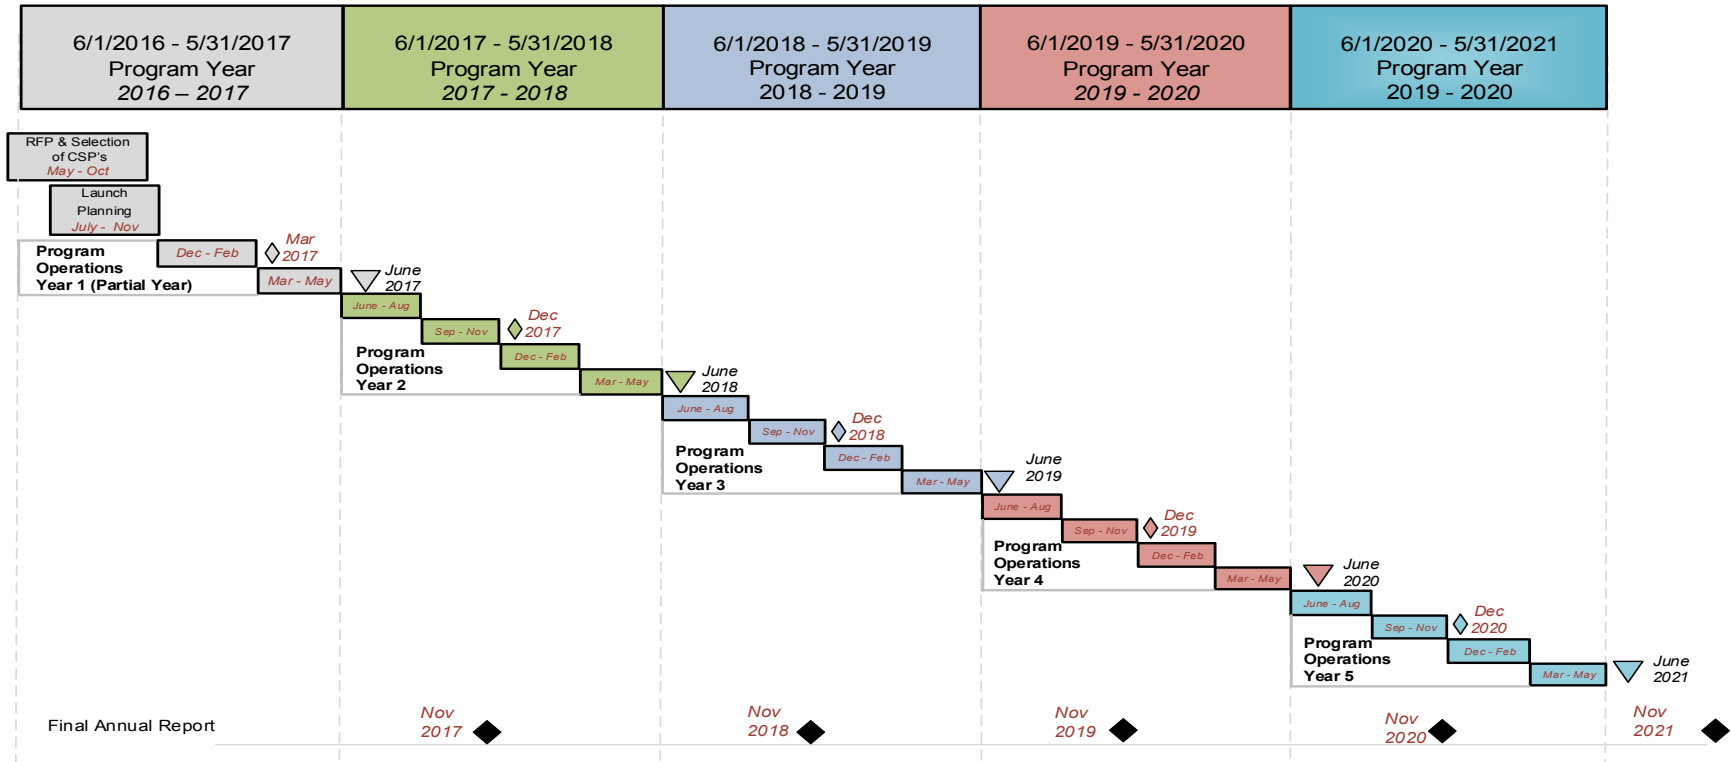 6/1/2016 - 5/31/2017
Program Year
2016 – 2017
6/1/2017 - 5/31/2018
Program Year
2017 - 2018
6/1/2018 - 5/31/2019
Program Year
2018 - 2019
6/1/2019 - 5/31/2020
Program Year
2019 - 2020
6/1/2020 - 5/31/2021
Program Year
2019 - 2020
RFP & Selection
of CSP's
May - Oct
Launch
Planning
July - Nov
Program
Operations
Year 1 (Partial Year)
Dec - Feb
Mar
2017
Mar - May
June
2017
June - Aug
Sep - Nov
Dec
2017
Program
Operations
Year 2
Dec - Feb
Mar - May
June
2018
June - Aug
Sep - Nov
Dec
2018
Program
Operations
Year 3
Dec - Feb
Mar - May
June
2019
June - Aug
Sep - Nov
Dec
2019
Program
Operations
Year 4
Dec - Feb
Mar - May
June
2020
June - Aug
Sep - Nov
Dec
2020
Program
Operations
Year 5
Dec - Feb
Mar - May
June
2021
Final Annual Report
Nov
2017
Nov
2018
Nov
2019
Nov
2020
Nov
2021